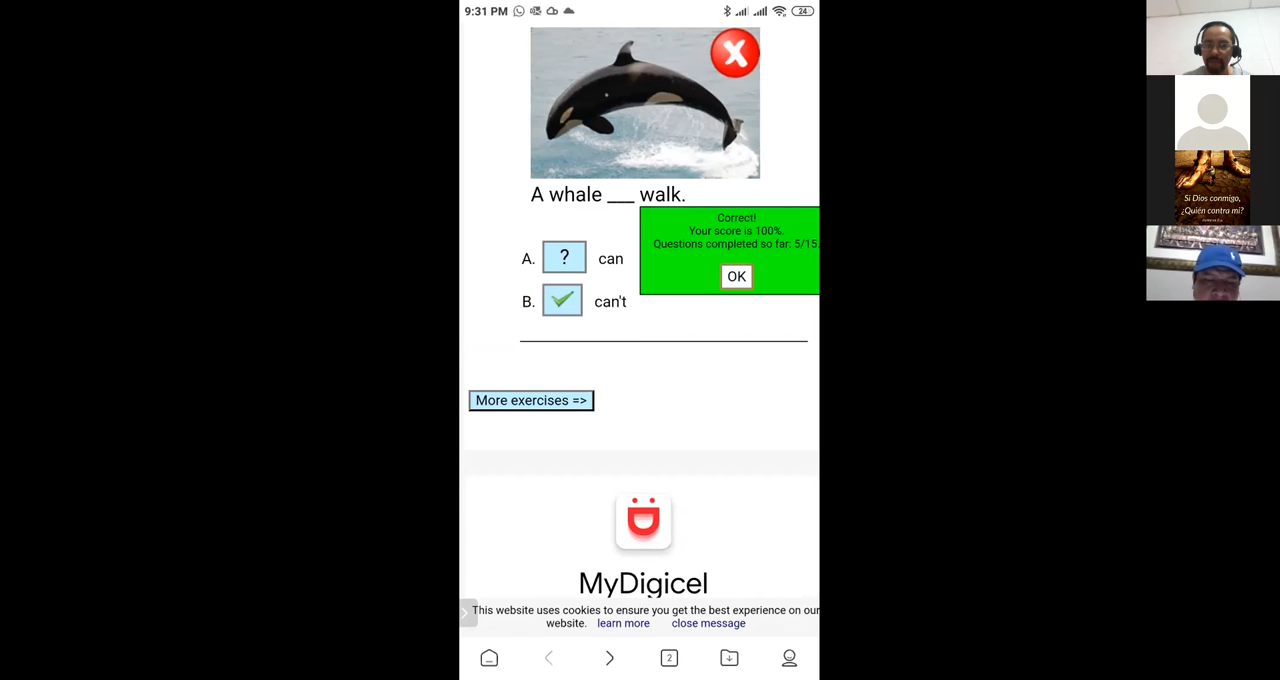 9:31 PM
24
A whale ___ walk.
Correct!
Your score is 100%.
Questions completed so far: 5/15.
OK
A. ? can
B. can't
More exercises =>
MyDigicel
This website uses cookies to ensure you get the best experience on our
website. learn more close message
2
Si Dios conmigo,
¿Quién contra mi?